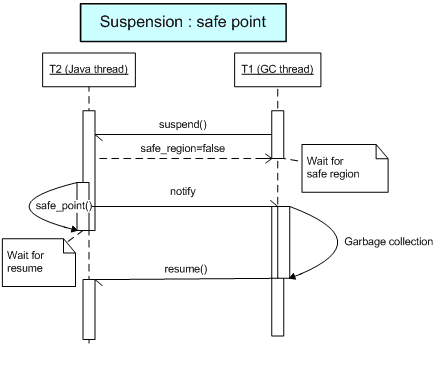 Suspension : safe point
T2 (Java thread)
T1 (GC thread)
suspend()
safe_region=false
Wait for
safe region
notify
safe_point()
Wait for
resume
Garbage collection
resume()